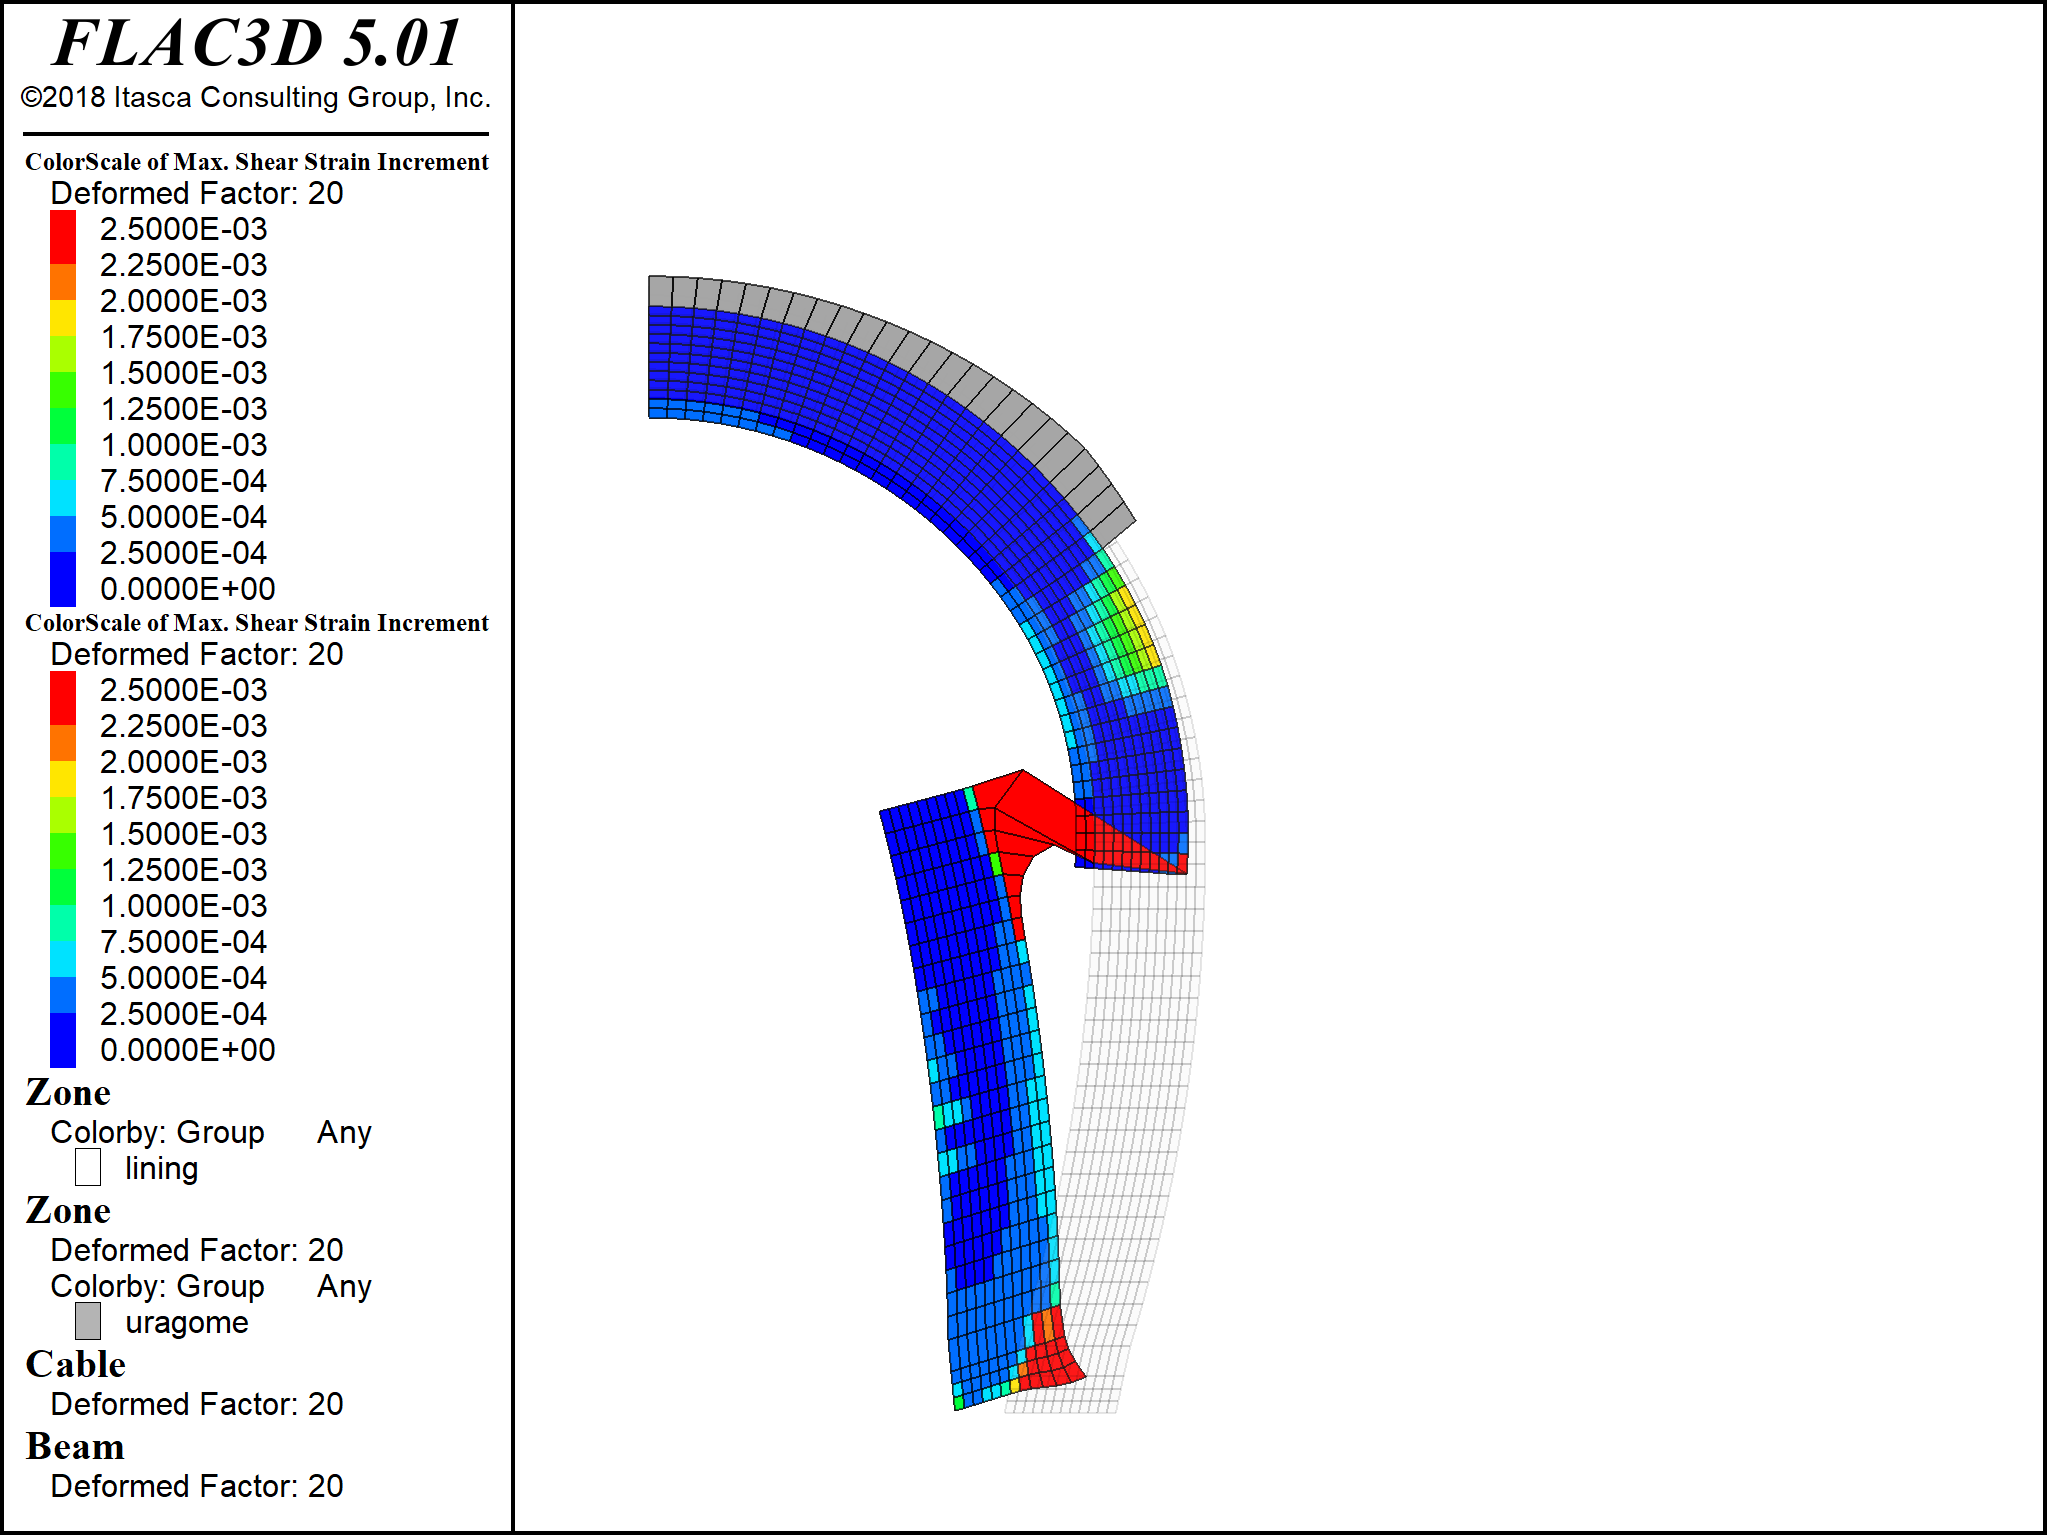 FLAC3D 5.01
©2018 Itasca Consulting Group, Inc.
ColorScale of Max. Shear Strain Increment
Deformed Factor: 20
2.5000E-03
2.2500E-03
2.0000E-03
1.7500E-03
1.5000E-03
1.2500E-03
1.0000E-03
7.5000E-04
5.0000E-04
2.5000E-04
0.0000E+00
ColorScale of Max. Shear Strain Increment
Deformed Factor: 20
2.5000E-03
2.2500E-03
2.0000E-03
1.7500E-03
1.5000E-03
1.2500E-03
1.0000E-03
7.5000E-04
5.0000E-04
2.5000E-04
0.0000E+00
Zone
Colorby: Group Any
lining
Zone
Deformed Factor: 20
Colorby: Group Any
uragome
Cable
Deformed Factor: 20
Beam
Deformed Factor: 20